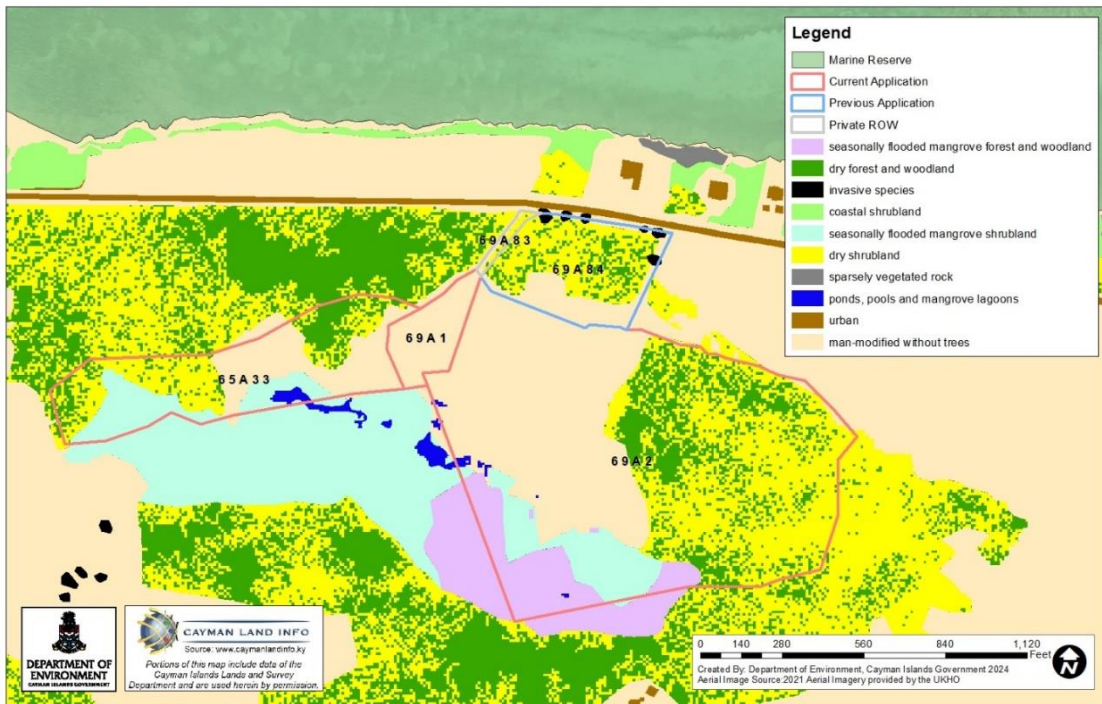 Legend
Marine Reserve
Current Application
Previous Application
Private ROW
seasonally flooded mangrove forest and woodland
dry forest and woodland
invasive species
coastal shrubland
seasonally flooded mangrove shrubland
dry shrubland
sparsely vegetated rock
ponds, pools and mangrove lagoons
urban
man-modified without trees
69A83
69A84
69A1
65A33
69A2
DEPARTMENT OF
ENVIRONMENT
CAYMAN ISLANDS GOVERNMENT
CAYMAN LAND INFO
Source: www.caymanlandinfo.ky
Portions of this map include data of the
Cayman Islands Lands and Survey
Department and are used herein by permission.
0 140 280 560 840 1,120
Feet
N
Created By: Department of Environment, Cayman Islands Government 2024
Aerial Image Source:2021 Aerial Imagery provided by the UKHO